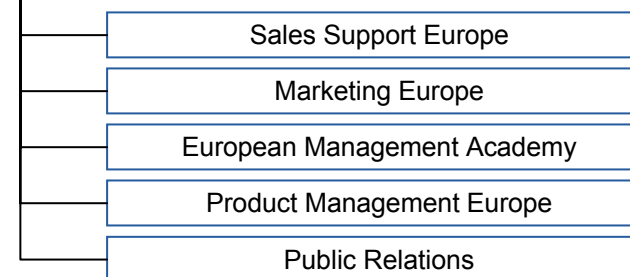 Sales Support Europe
Marketing Europe
European Management Academy
Product Management Europe
Public Relations